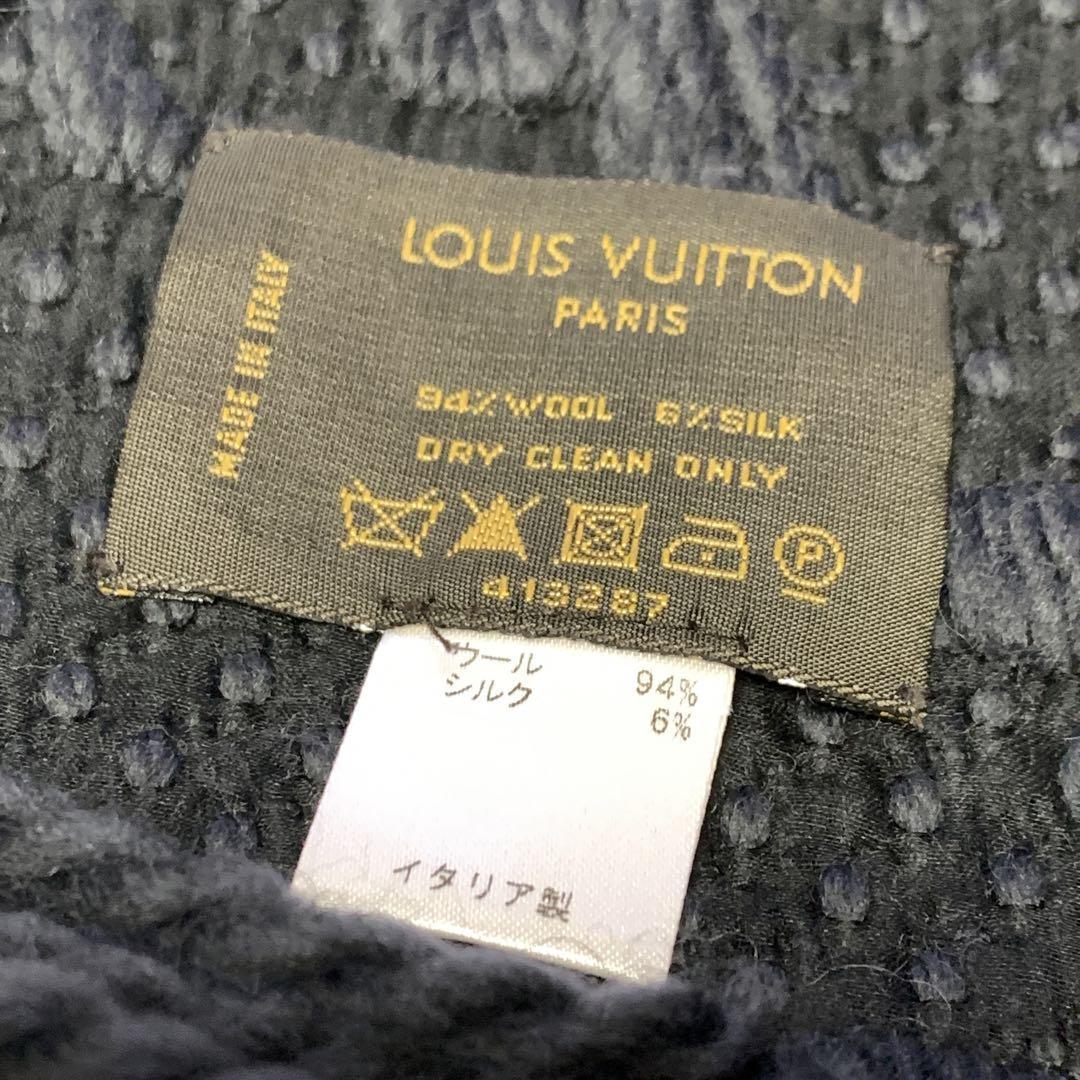 LOUIS VUITTON
PARIS
MADE IN ITALY
94% WOOL 6% SILK
DRY CLEAN ONLY
P
413287
ウール 94%
シルク 6%
イタリア製